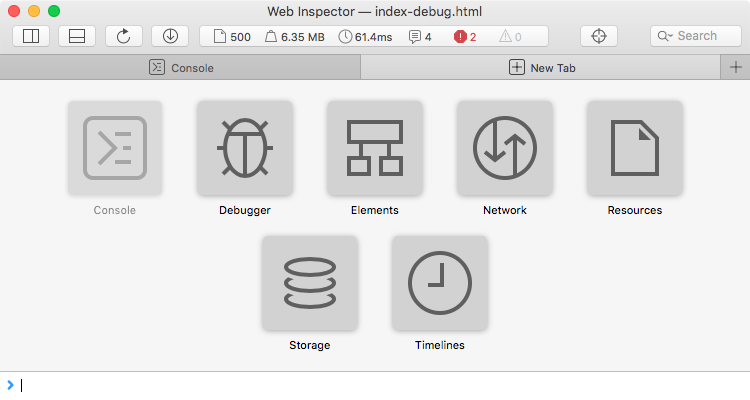 Web Inspector — index-debug.html
500 6.35 MB 61.4ms 4 2 0 Search
Console New Tab
Console Debugger Elements Network Resources
Storage Timelines